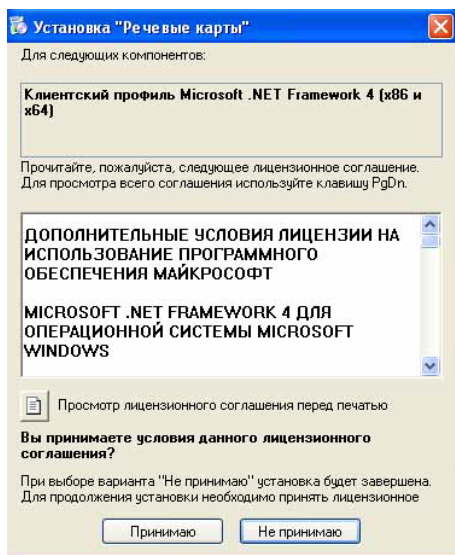 Установка "Речевые карты"
Для следующих компонентов:
Клиентский профиль Microsoft .NET Framework 4 (x86 и
x64)
Прочитайте, пожалуйста, следующее лицензионное соглашение.
Для просмотра всего соглашения используйте клавишу PgDn.
ДОПОЛНИТЕЛЬНЫЕ УСЛОВИЯ ЛИЦЕНЗИИ НА
ИСПОЛЬЗОВАНИЕ ПРОГРАММНОГО
ОБЕСПЕЧЕНИЯ МАЙКРОСОФТ
MICROSOFT .NET FRAMEWORK 4 ДЛЯ
ОПЕРАЦИОННОЙ СИСТЕМЫ MICROSOFT
WINDOWS
Просмотр лицензионного соглашения перед печатью
Вы принимаете условия данного лицензионного
соглашения?
При выборе варианта "Не принимаю" установка будет завершена.
Для продолжения установки необходимо принять лицензионное
Принимаю
Не принимаю